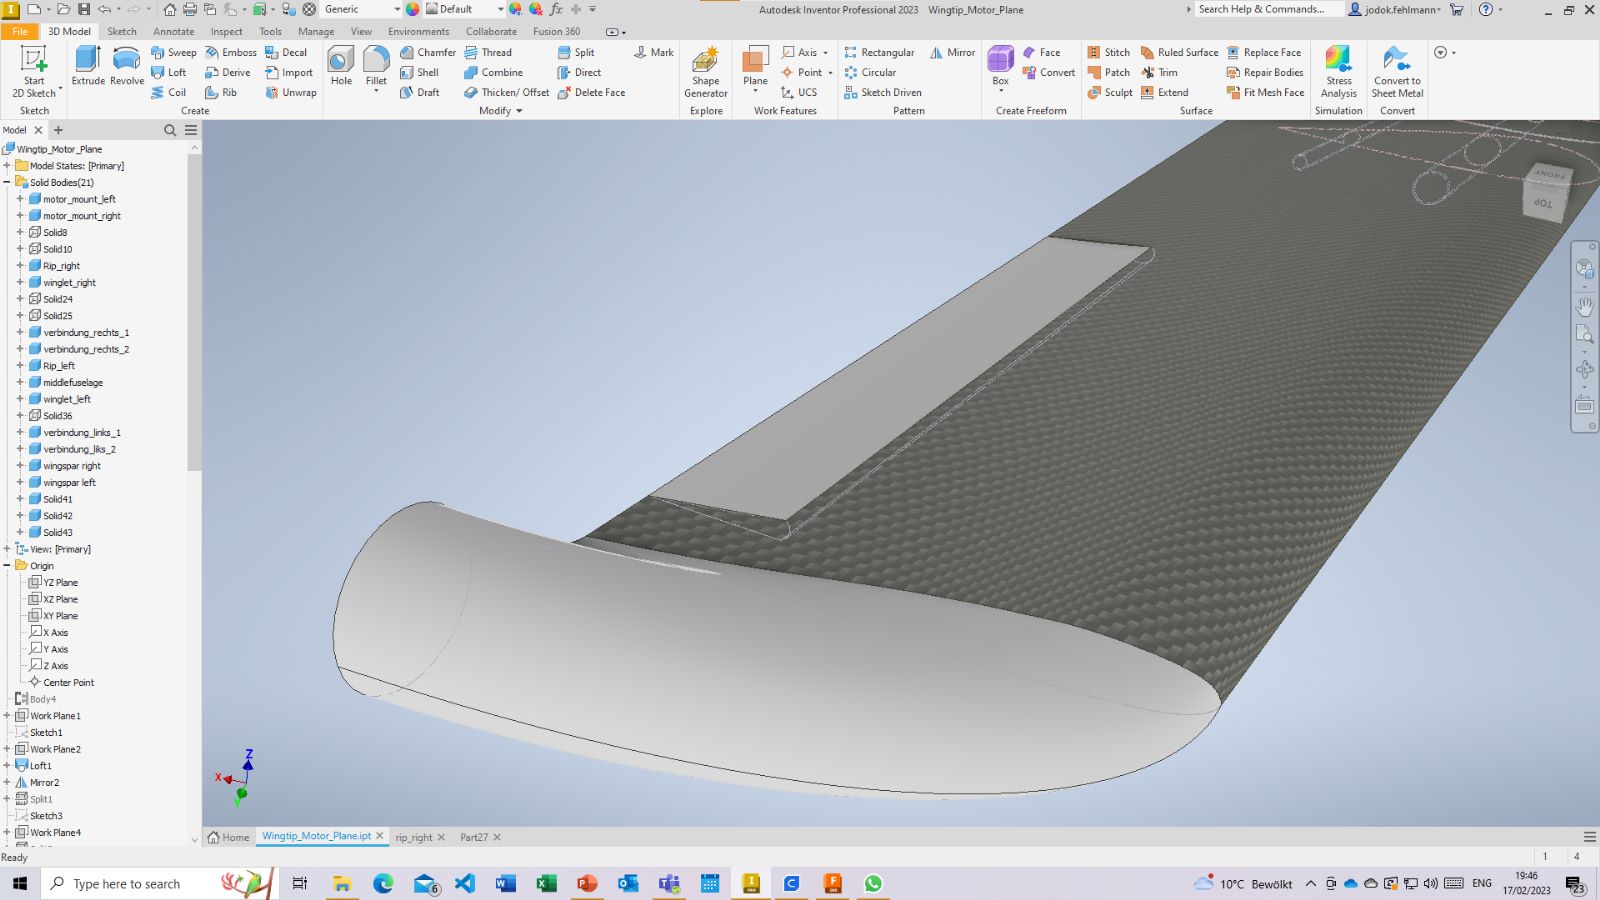 Generic
Default
Autodesk Inventor Professional 2023 Wingtip_Motor_Plane
Search Help & Commands...
jodok.fehlmann
File 3D Model Sketch Annotate Inspect Tools Manage View Environments Collaborate Fusion 360
Start
2D Sketch
Sketch
Extrude Revolve
Sweep Emboss Decal
Loft Derive Import
Coil Rib Unwrap
Create
Hole Fillet
Chamfer Thread Split Mark
Shell Combine Direct
Draft Thicken/ Offset Delete Face
Modify
Shape
Generator
Explore
Plane
Axis
Point
UCS
Work Features
Rectangular Mirror
Circular
Sketch Driven
Pattern
Box
Face
Convert
Create Freeform
Stitch Ruled Surface Replace Face
Patch Trim Repair Bodies
Sculpt Extend Fit Mesh Face
Surface
Stress
Analysis
Simulation
Convert to
Sheet Metal
Convert
Model
Wingtip_Motor_Plane
Model States: [Primary]
Solid Bodies(21)
motor_mount_left
motor_mount_right
Solid8
Solid10
Rip_right
winglet_right
Solid24
Solid25
verbindung_rechts_1
verbindung_rechts_2
Rip_left
middlefuselage
winglet_left
Solid36
verbindung_links_1
verbindung_liks_2
wingspar right
wingspar left
Solid41
Solid42
Solid43
View: [Primary]
Origin
YZ Plane
XZ Plane
XY Plane
X Axis
Y Axis
Z Axis
Center Point
Body4
Work Plane1
Sketch1
Work Plane2
Loft1
Mirror2
Split1
Sketch3
Work Plane4
FRONT
TOP
Z
X
Y
Home Wingtip_Motor_Plane.ipt rip_right Part27
Ready
1 4
Type here to search
10°C Bewölkt
ENG
19:46
17/02/2023